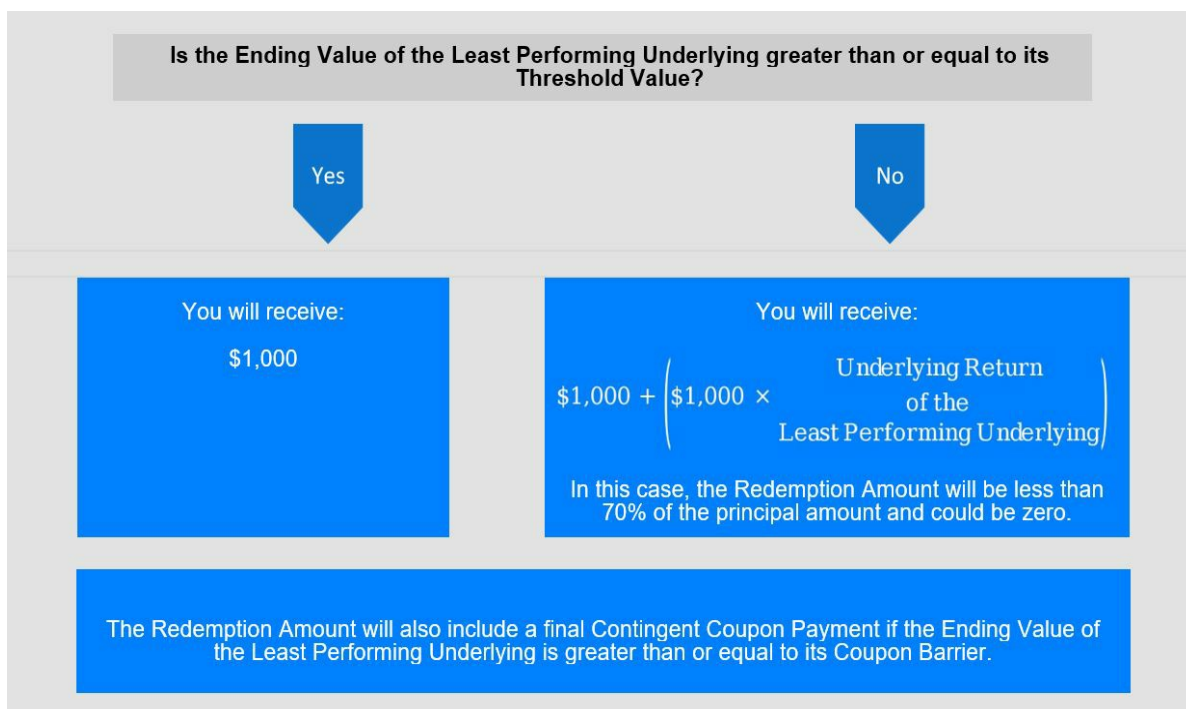 Is the Ending Value of the Least Performing Underlying greater than or equal to its
Threshold Value?
Yes
No
You will receive:
$1,000
You will receive:
$1,000 + ($1,000 × Underlying Return
of the
Least Performing Underlying)
In this case, the Redemption Amount will be less than
70% of the principal amount and could be zero.
The Redemption Amount will also include a final Contingent Coupon Payment if the Ending Value of
the Least Performing Underlying is greater than or equal to its Coupon Barrier.